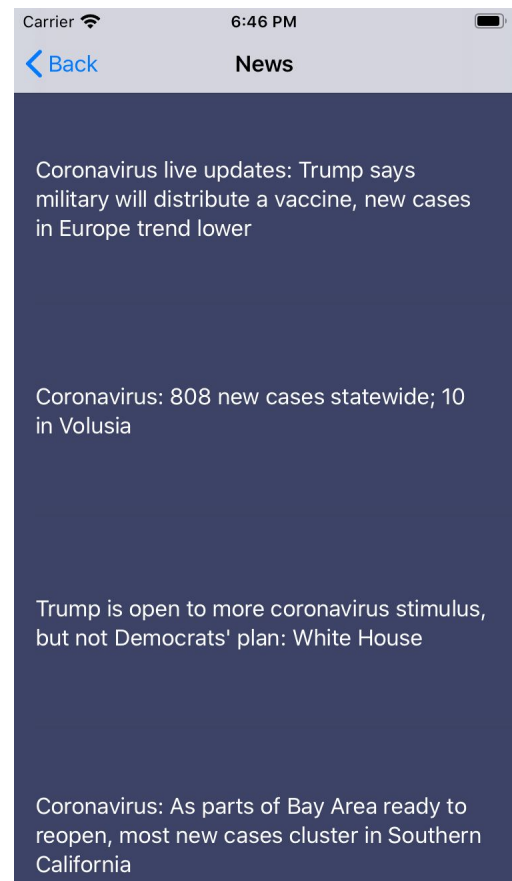 Carrier 6:46 PM
Back News
Coronavirus live updates: Trump says
military will distribute a vaccine, new cases
in Europe trend lower
Coronavirus: 808 new cases statewide; 10
in Volusia
Trump is open to more coronavirus stimulus,
but not Democrats' plan: White House
Coronavirus: As parts of Bay Area ready to
reopen, most new cases cluster in Southern
California